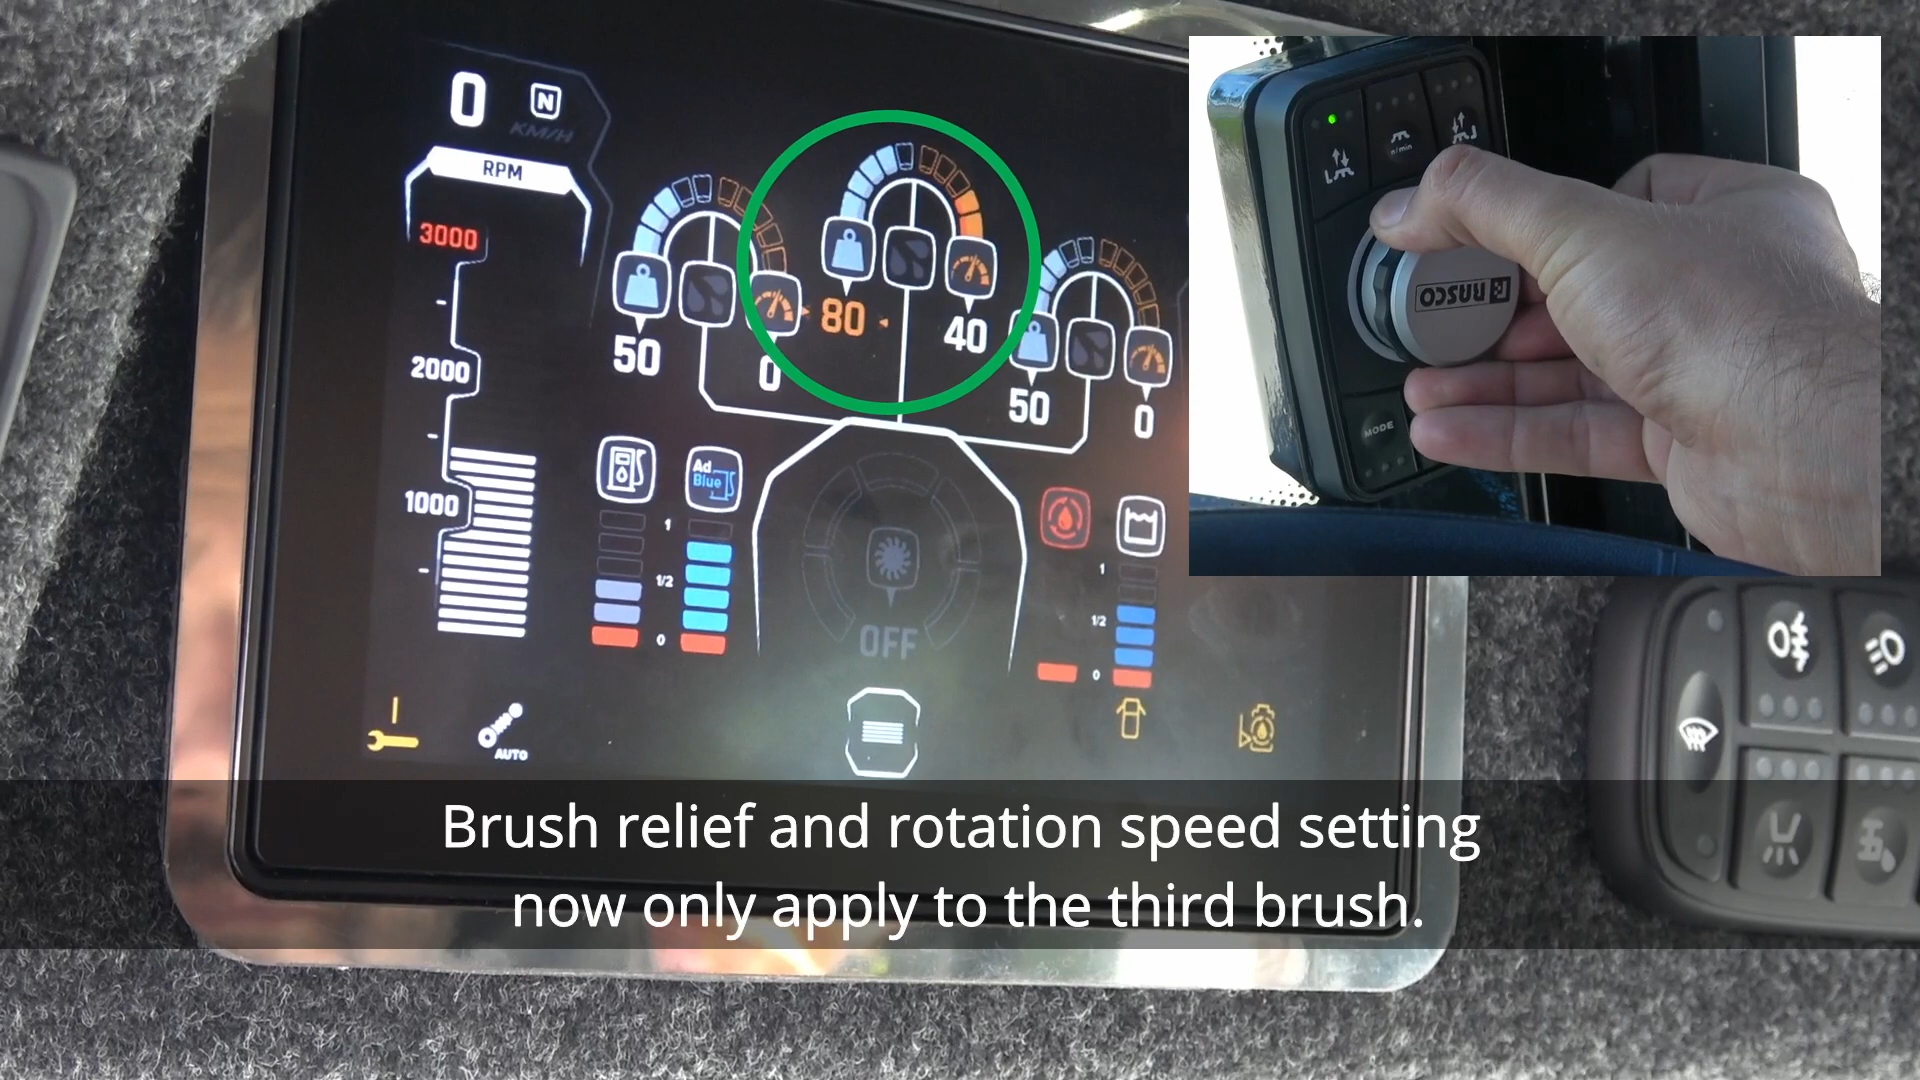 0
N
KM/H
RPM
3000
2000
1000
50
0
80
40
50
0
Ad
Blue
1
1/2
0
1
1/2
0
OFF
AUTO
n/min
L
NASCO
MODE
Brush relief and rotation speed setting
now only apply to the third brush.